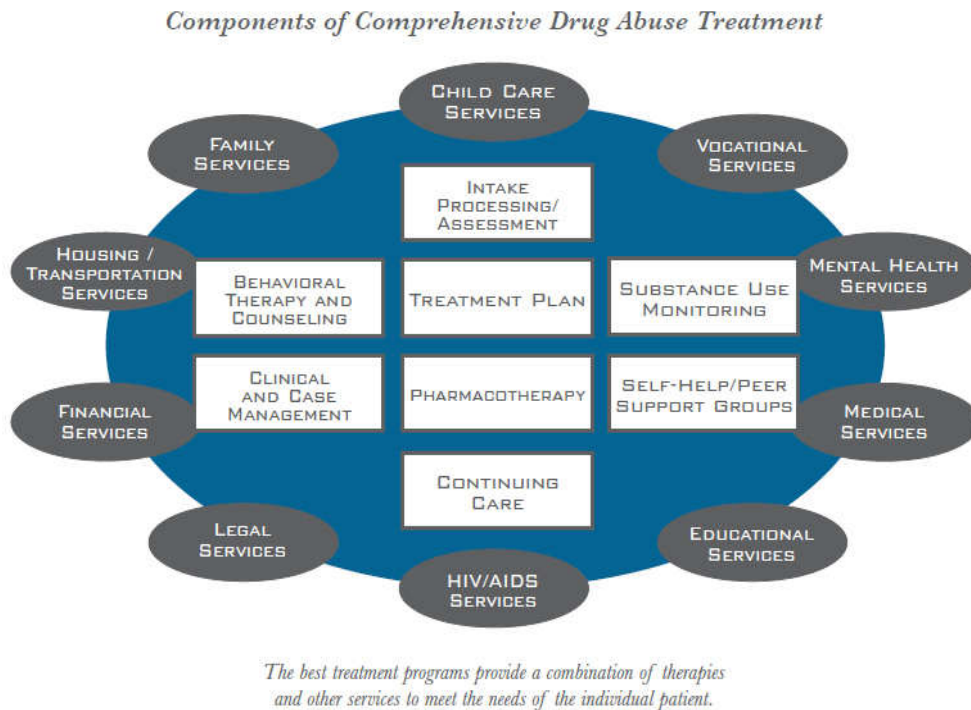 Components of Comprehensive Drug Abuse Treatment
CHILD CARE
SERVICES
FAMILY
SERVICES
VOCATIONAL
SERVICES
INTAKE
PROCESSING/
ASSESSMENT
HOUSING /
TRANSPORTATION
SERVICES
BEHAVIORAL
THERAPY AND
COUNSELING
TREATMENT PLAN
SUBSTANCE USE
MONITORING
MENTAL HEALTH
SERVICES
FINANCIAL
SERVICES
CLINICAL
AND CASE
MANAGEMENT
PHARMACOTHERAPY
SELF-HELP/PEER
SUPPORT GROUPS
MEDICAL
SERVICES
CONTINUING
CARE
LEGAL
SERVICES
EDUCATIONAL
SERVICES
HIV/AIDS
SERVICES
The best treatment programs provide a combination of therapies
and other services to meet the needs of the individual patient.